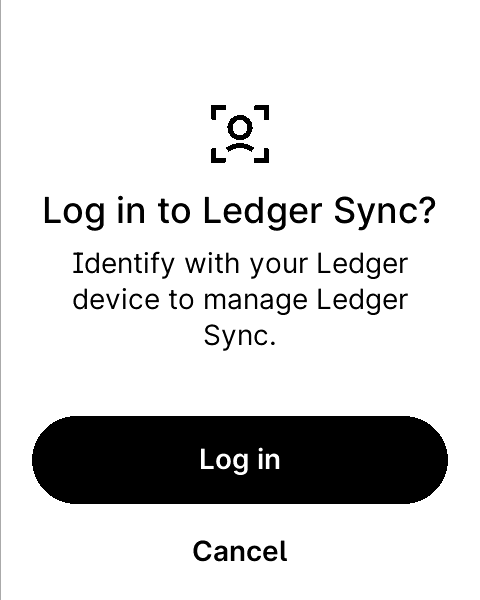 Log in to Ledger Sync?
Identify with your Ledger
device to manage Ledger
Sync.
Log in
Cancel